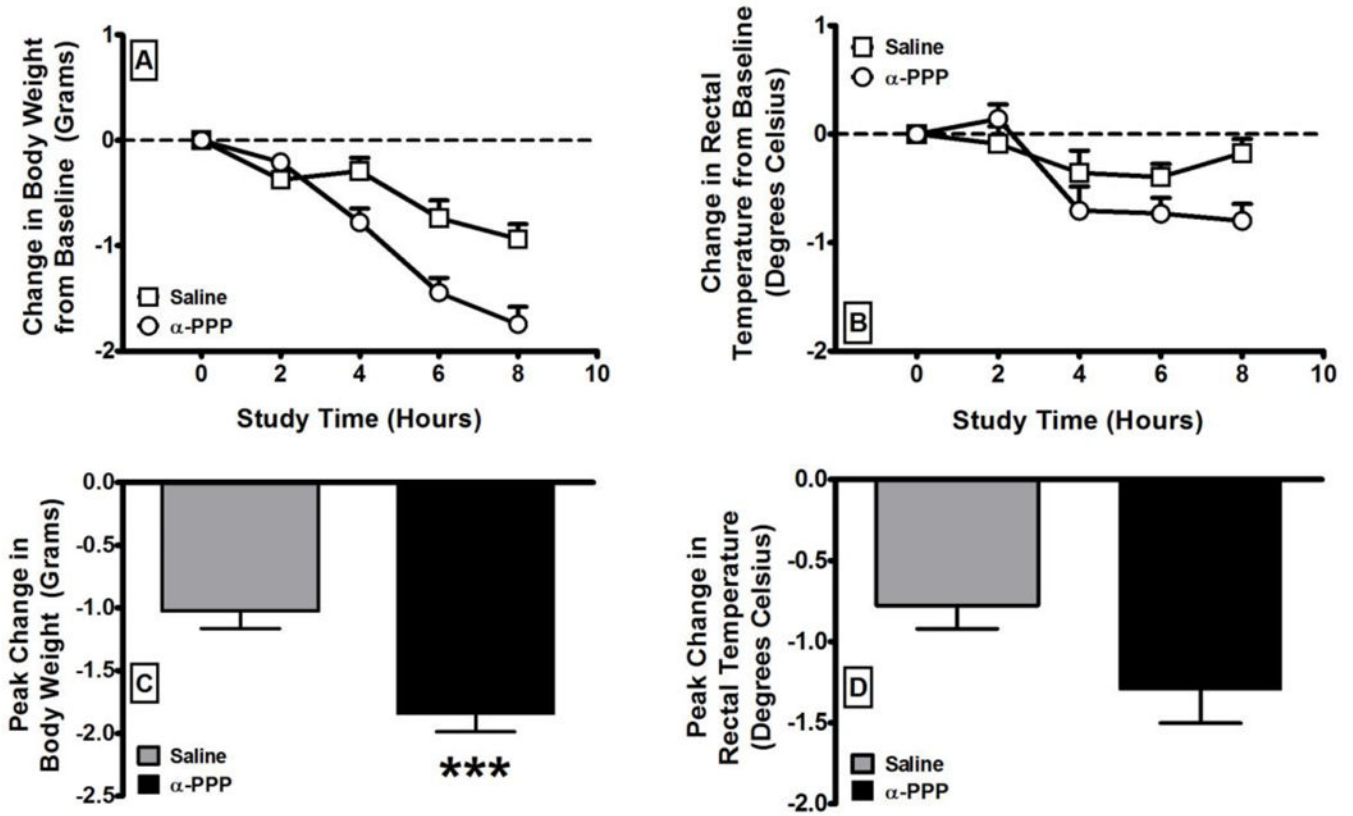 Change in Body Weight
from Baseline (Grams)
1
0
-1
-2
A
Saline
α-PPP
0 2 4 6 8 10
Study Time (Hours)
Change in Rectal
Temperature from Baseline
(Degrees Celsius)
1
0
-1
-2
Saline
α-PPP
B
0 2 4 6 8 10
Study Time (Hours)
Peak Change in
Body Weight (Grams)
0.0
-0.5
-1.0
-1.5
-2.0
-2.5
C
Saline
α-PPP
***
Peak Change in
Rectal Temperature
(Degrees Celsius)
0.0
-0.5
-1.0
-1.5
-2.0
D
Saline
α-PPP